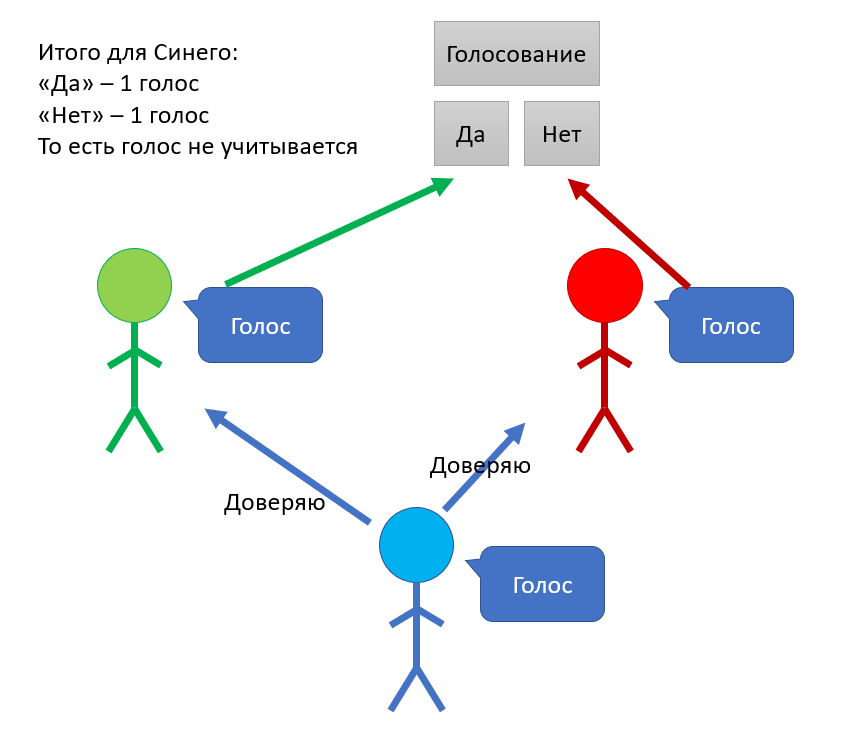 Итого для Синего:
«Да» – 1 голос
«Нет» – 1 голос
То есть голос не учитывается
Голосование
Да
Нет
Голос
Голос
Доверяю
Доверяю
Голос